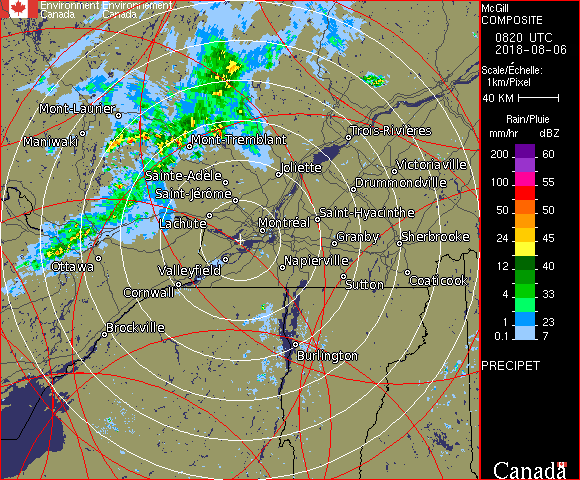 Environment Environnement
Canada Canada
McGill
COMPOSITE
0820 UTC
2018-08-06
Scale/Échelle:
1km/Pixel
40 KM
Rain/Pluie
mm/hr dBZ
200 60
100 55
50 50
24 45
12 40
8 33
4 30
1 23
0.1 7
PRECIPET
Canada
Mont-Laurier
Maniwaki
Mont-Tremblant
Trois-Rivières
Joliette
Victoriaville
Sainte-Adèle
Drummondville
Saint-Jérôme
Saint-Hyacinthe
Lachute
Montréal
Granby
Sherbrooke
Ottawa
Valleyfield
Napierville
Cornwall
Sutton
Coaticook
Brockville
Burlington